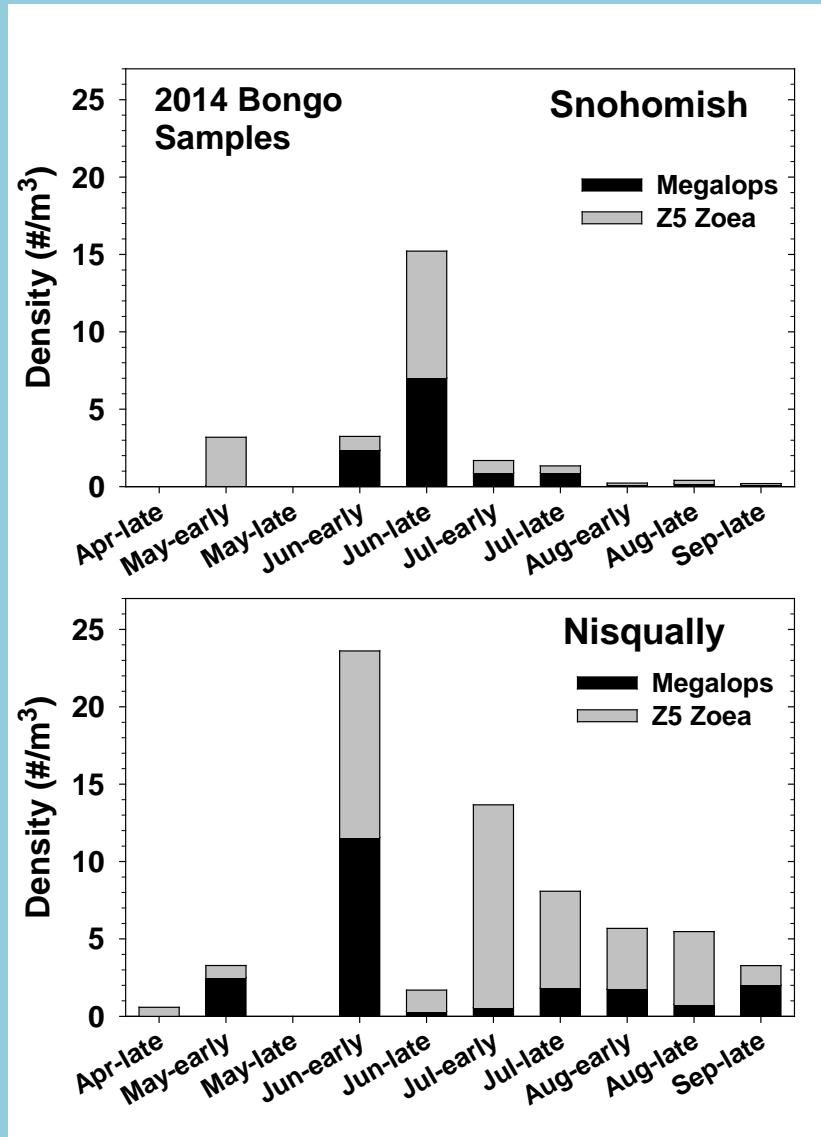 2014 Bongo
Samples
Snohomish
Megalops
Z5 Zoea
Density (#/m³)
25
20
15
10
5
0
Apr-late
May-early
May-late
Jun-early
Jun-late
Jul-early
Jul-late
Aug-early
Aug-late
Sep-late
Nisqually
Megalops
Z5 Zoea
Density (#/m³)
25
20
15
10
5
0
Apr-late
May-early
May-late
Jun-early
Jun-late
Jul-early
Jul-late
Aug-early
Aug-late
Sep-late